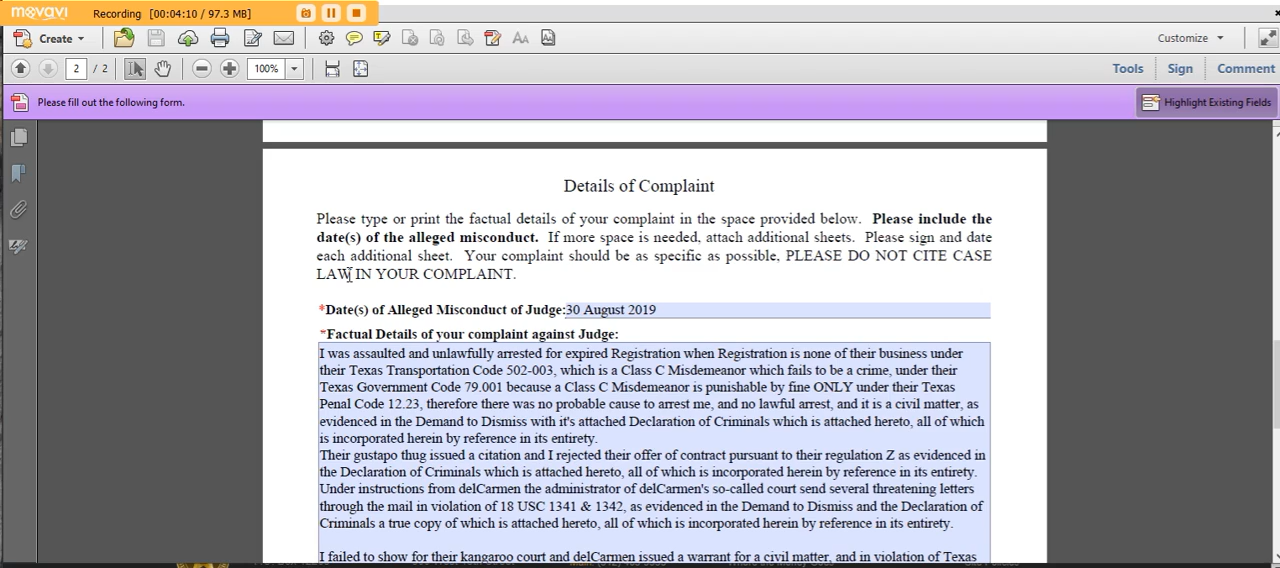 movavi Recording [00:04:10 / 97.3 MB]
Create Customize
2 / 2 100% Tools Sign Comment
Please fill out the following form. Highlight Existing Fields
Details of Complaint
Please type or print the factual details of your complaint in the space provided below. Please include the
date(s) of the alleged misconduct. If more space is needed, attach additional sheets. Please sign and date
each additional sheet. Your complaint should be as specific as possible, PLEASE DO NOT CITE CASE
LAW IN YOUR COMPLAINT.
*Date(s) of Alleged Misconduct of Judge:30 August 2019
*Factual Details of your complaint against Judge:
I was assaulted and unlawfully arrested for expired Registration when Registration is none of their business under
their Texas Transportation Code 502-003, which is a Class C Misdemeanor which fails to be a crime, under their
Texas Government Code 79.001 because a Class C Misdemeanor is punishable by fine ONLY under their Texas
Penal Code 12.23, therefore there was no probable cause to arrest me, and no lawful arrest, and it is a civil matter, as
evidenced in the Demand to Dismiss with it's attached Declaration of Criminals which is attached hereto, all of which
is incorporated herein by reference in its entirety.
Their gustapo thug issued a citation and I rejected their offer of contract pursuant to their regulation Z as evidenced in
the Declaration of Criminals which is attached hereto, all of which is incorporated herein by reference in its entirety.
Under instructions from delCarmen the administrator of delCarmen's so-called court send several threatening letters
through the mail in violation of 18 USC 1341 & 1342, as evidenced in the Demand to Dismiss and the Declaration of
Criminals a true copy of which is attached hereto, all of which is incorporated herein by reference in its entirety.
I failed to show for their kangaroo court and delCarmen issued a warrant for a civil matter, and in violation of Texas